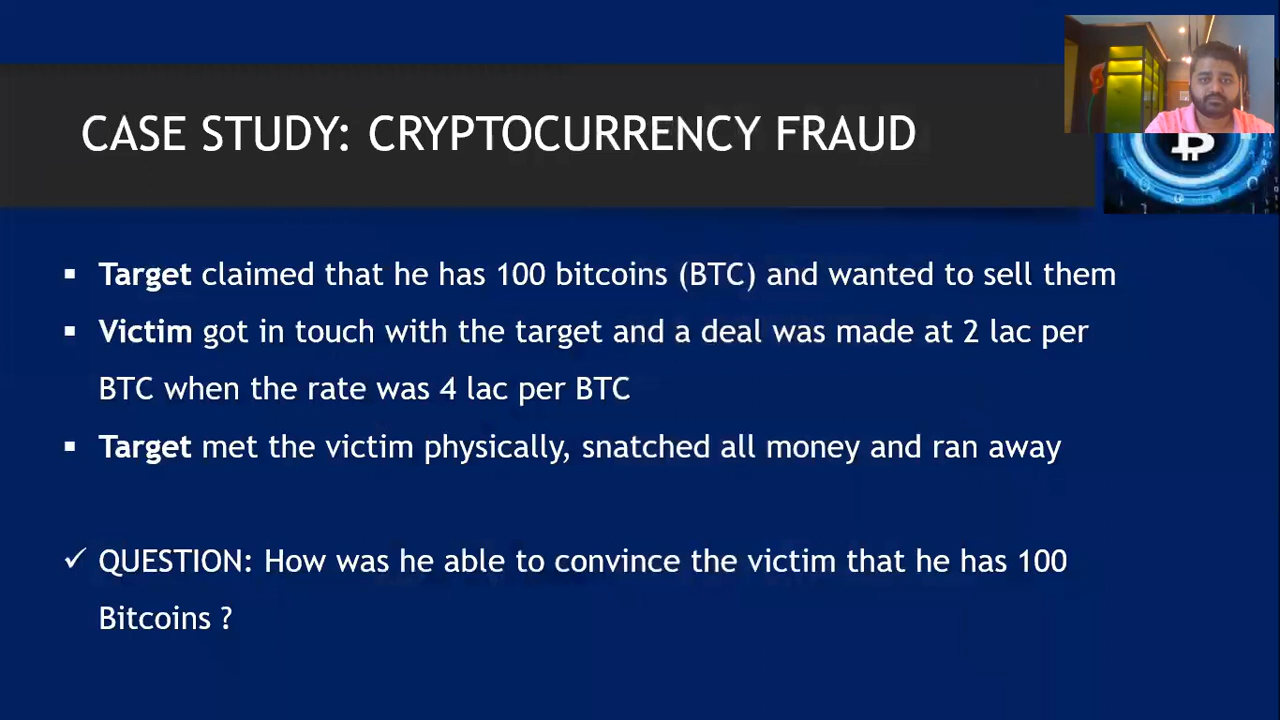 CASE STUDY: CRYPTOCURRENCY FRAUD
▪ Target claimed that he has 100 bitcoins (BTC) and wanted to sell them
▪ Victim got in touch with the target and a deal was made at 2 lac per
BTC when the rate was 4 lac per BTC
▪ Target met the victim physically, snatched all money and ran away
✓ QUESTION: How was he able to convince the victim that he has 100
Bitcoins ?